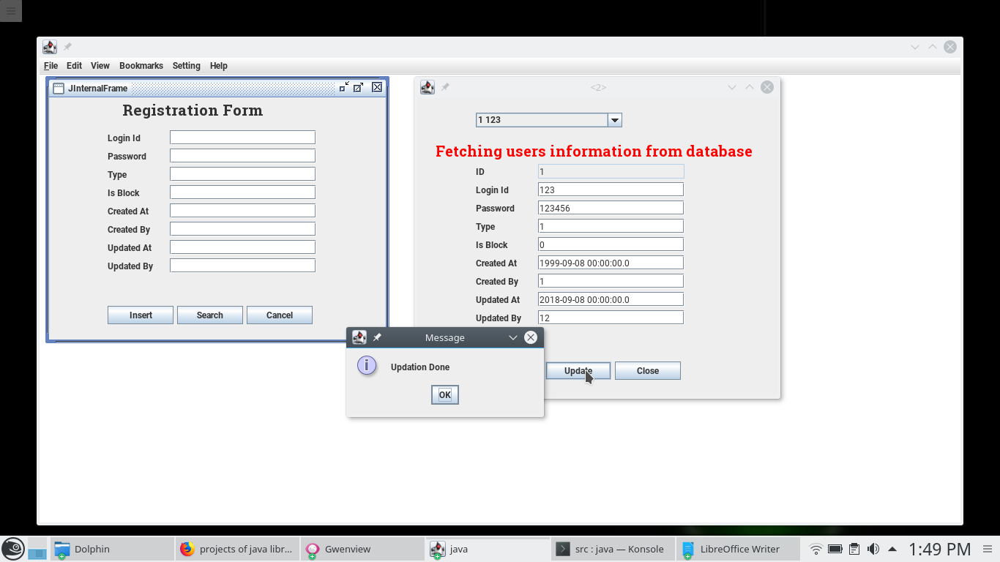 File Edit View Bookmarks Setting Help
JInternalFrame
Registration Form
Login Id
Password
Type
Is Block
Created At
Created By
Updated At
Updated By
Insert Search Cancel
<2>
1 123
Fetching users information from database
ID 1
Login Id 123
Password 123456
Type 1
Is Block 0
Created At 1999-09-08 00:00:00.0
Created By 1
Updated At 2018-09-08 00:00:00.0
Updated By 12
Update Close
Message
i
Updation Done
OK
Dolphin projects of java libr... Gwenview java src : java — Konsole LibreOffice Writer 1:49 PM